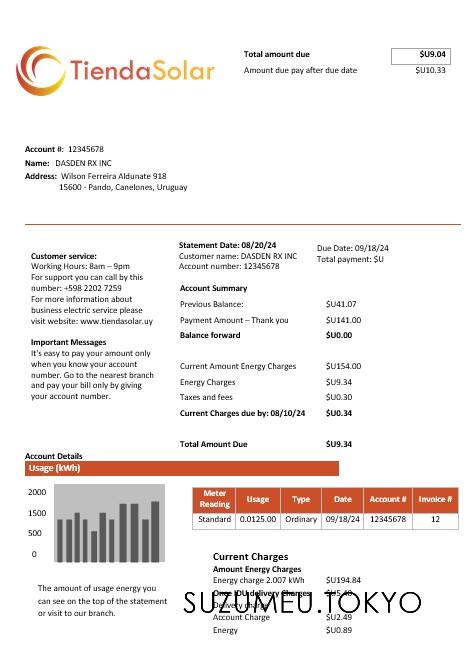 TiendaSolar
Total amount due $U9.04
Amount due pay after due date $U10.33
Account #: 12345678
Name: DASDEN RX INC
Address: Wilson Ferreira Aldunate 918
15600 - Pando, Canelones, Uruguay
Customer service:
Working Hours: 8am – 9pm
For support you can call by this
number: +598 2202 7259
For more information about
business electric service please
visit website: www.tiendasolar.uy
Important Messages
It's easy to pay your amount only
when you know your account
number. Go to the nearest branch
and pay your bill only by giving
your account number.
Statement Date: 08/20/24
Customer name: DASDEN RX INC
Account number: 12345678
Due Date: 09/18/24
Total payment: $U
Account Summary
Previous Balance: $U41.07
Payment Amount – Thank you $U141.00
Balance forward $U0.00
Current Amount Energy Charges $U154.00
Energy Charges $U9.34
Taxes and fees $U0.30
Current Charges due by: 08/10/24 $U0.34
Total Amount Due $U9.34
Account Details
Usage (kWh)
2000
1500
500
0
The amount of usage energy you
can see on the top of the statement
or visit to our branch.
Meter Reading Usage Type Date Account # Invoice #
Standard 0.0125.00 Ordinary 09/18/24 12345678 12
Current Charges
Amount Energy Charges
Energy charge 2.007 kWh $U194.84
Once IOU delivery Charges
Delivery charge
Account Charge $U2.49
Energy $U0.89
SUZUMEU.TOKYO